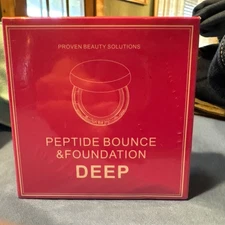 PROVEN BEAUTY SOLUTIONS
PEPTIDE BOUNCE
&FOUNDATION
DEEP